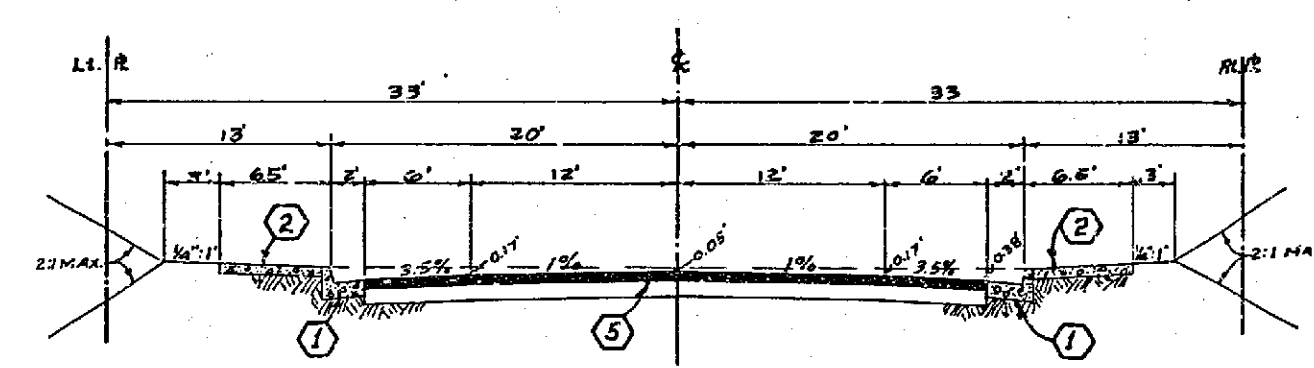 Lt. ℞ ℄ Rt. ℞
33' 33
13' 20' 20' 13'
6.5' 2' 6' 12' 12' 6' 2' 6.5' 3'
2 2
¼":1' 0.17' 0.05' 0.17' 0.38' ¼":1'
2:1 MAX. 3.5% 1% 1% 3.5% 2:1 MA
1 5 1